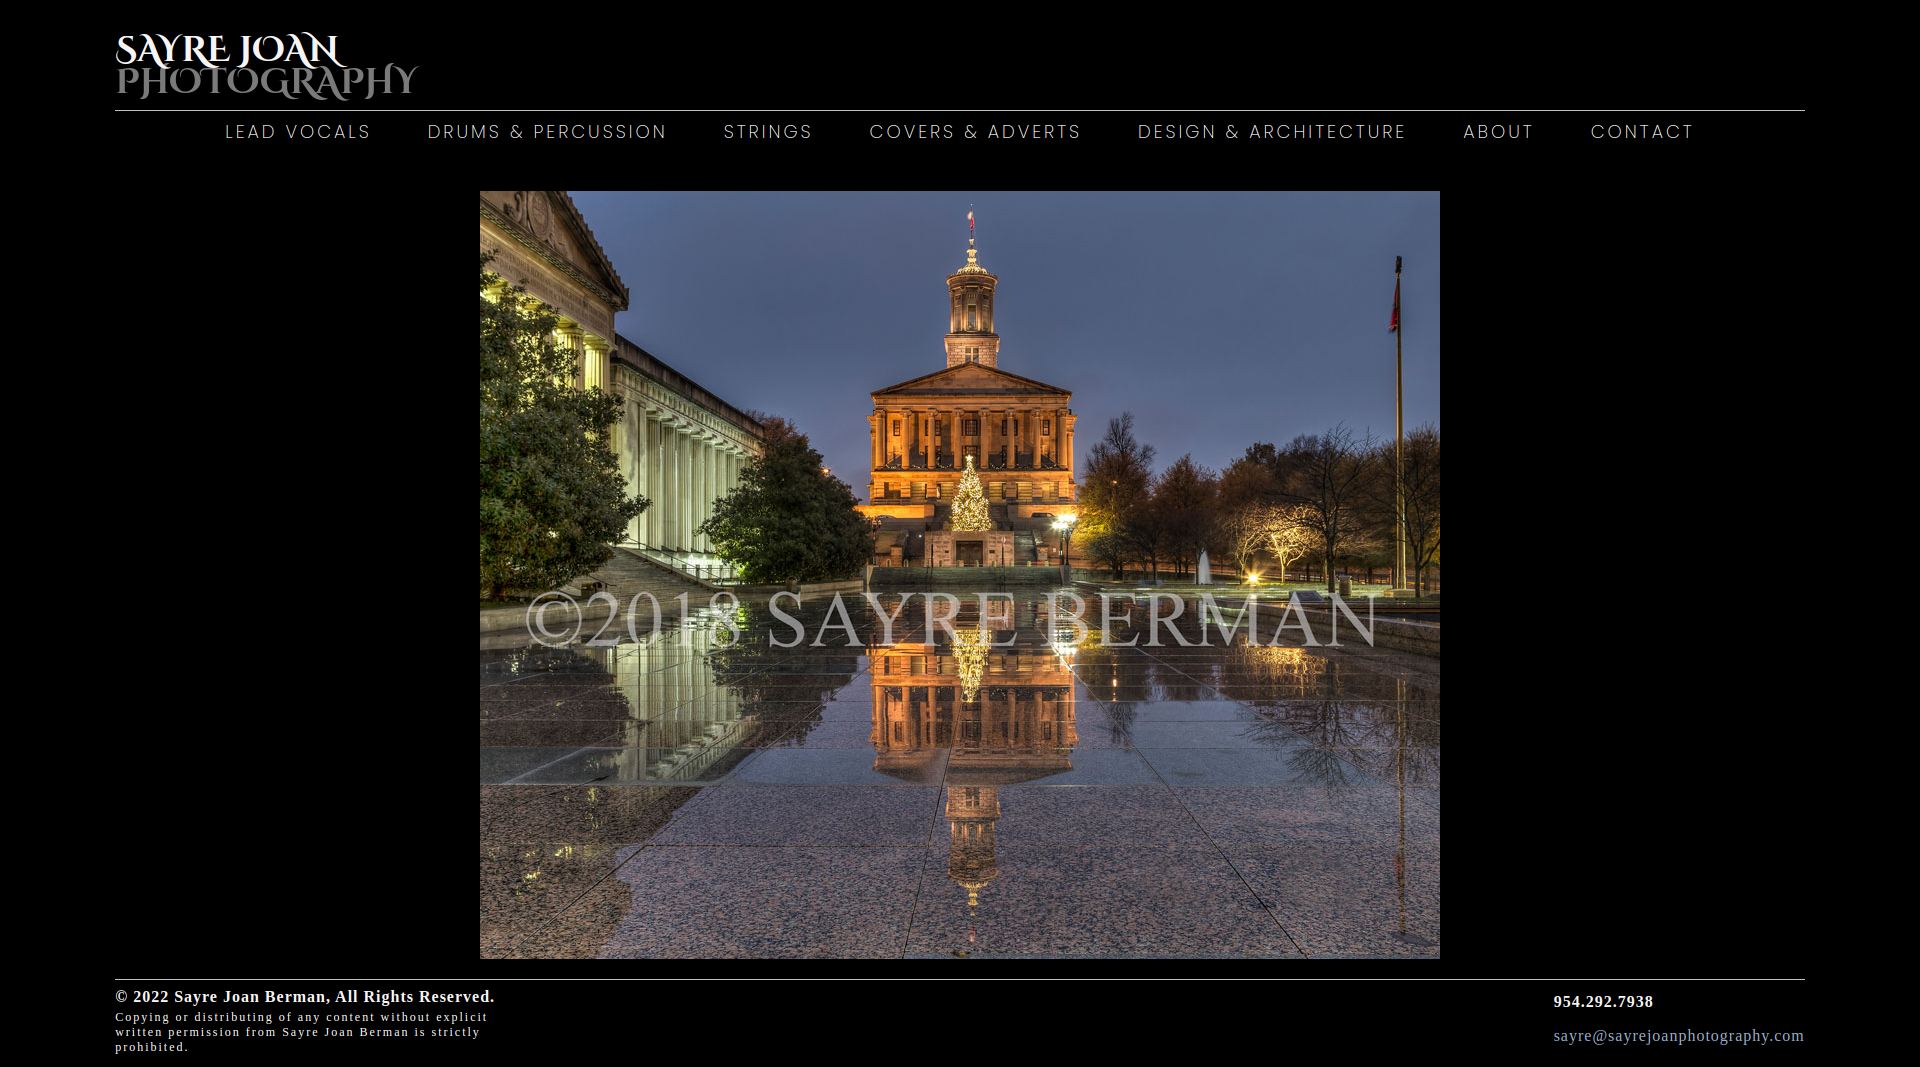 SAYRE JOAN
PHOTOGRAPHY
LEAD VOCALS DRUMS & PERCUSSION STRINGS COVERS & ADVERTS DESIGN & ARCHITECTURE ABOUT CONTACT
©2018 SAYRE BERMAN
© 2022 Sayre Joan Berman, All Rights Reserved.
Copying or distributing of any content without explicit
written permission from Sayre Joan Berman is strictly
prohibited.
954.292.7938
sayre@sayrejoanphotography.com